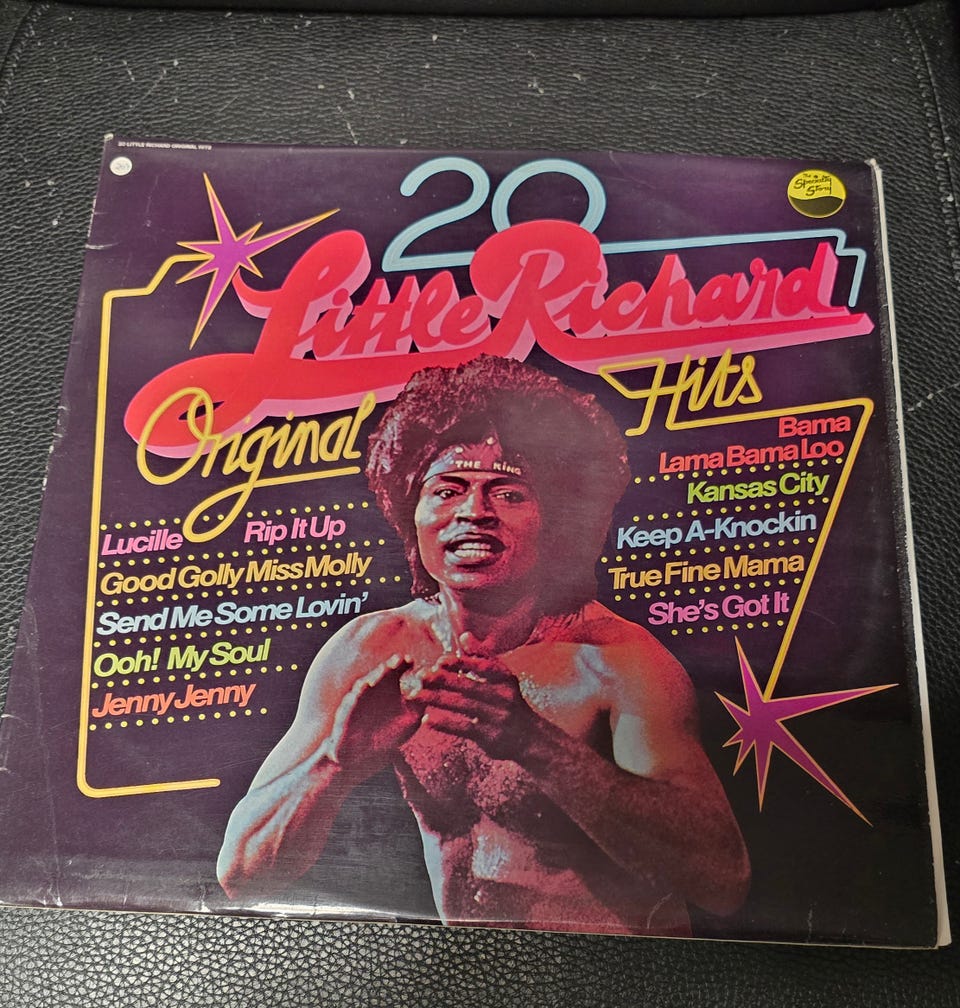 20 LITTLE RICHARD ORIGINAL HITS
20
The Specialty Story
Little Richard
Original Hits
THE KING
Lucille Rip It Up
Good Golly Miss Molly
Send Me Some Lovin'
Ooh! My Soul
Jenny Jenny
Bama
Lama Bama Loo
Kansas City
Keep A-Knockin
True Fine Mama
She's Got It